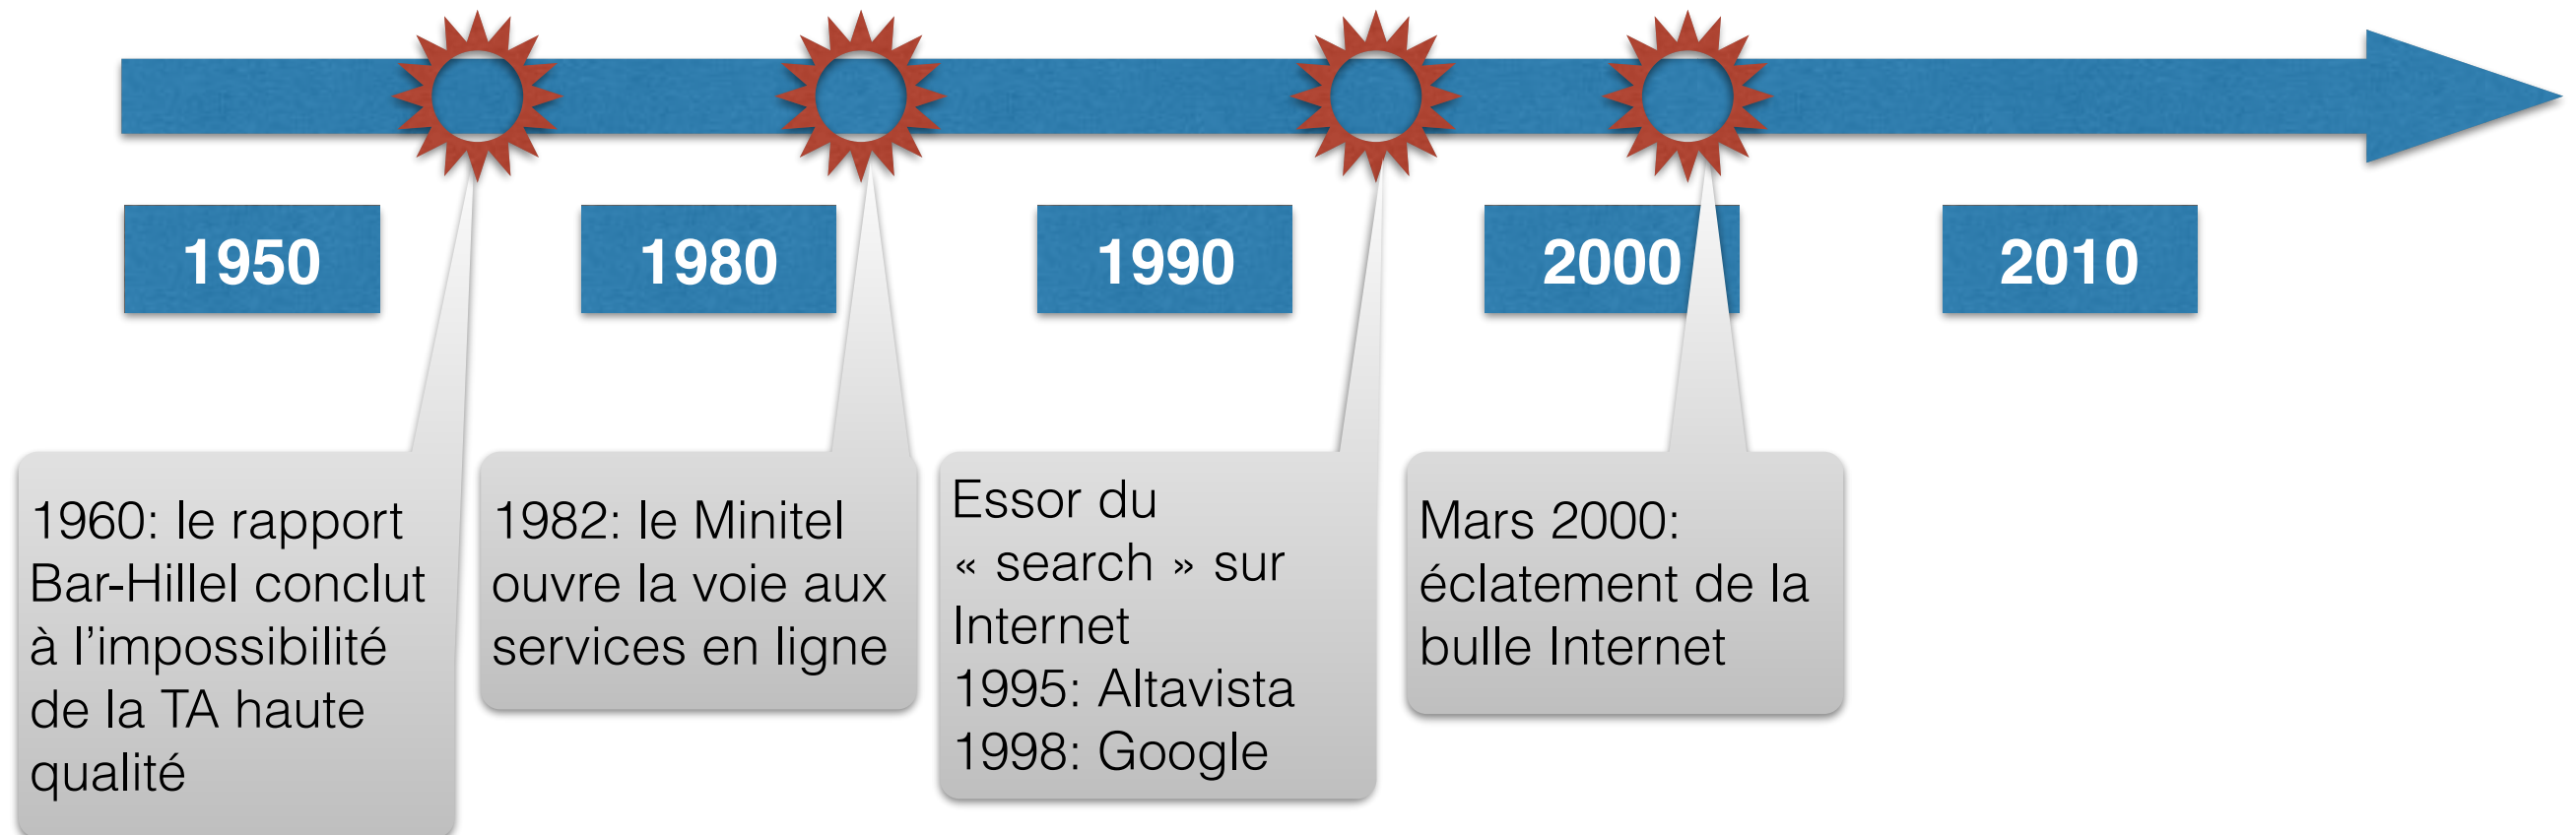 1950
1980
1990
2000
2010
1960: le rapport
Bar-Hillel conclut
à l’impossibilité
de la TA haute
qualité
1982: le Minitel
ouvre la voie aux
services en ligne
Essor du
« search » sur
Internet
1995: Altavista
1998: Google
Mars 2000:
éclatement de la
bulle Internet